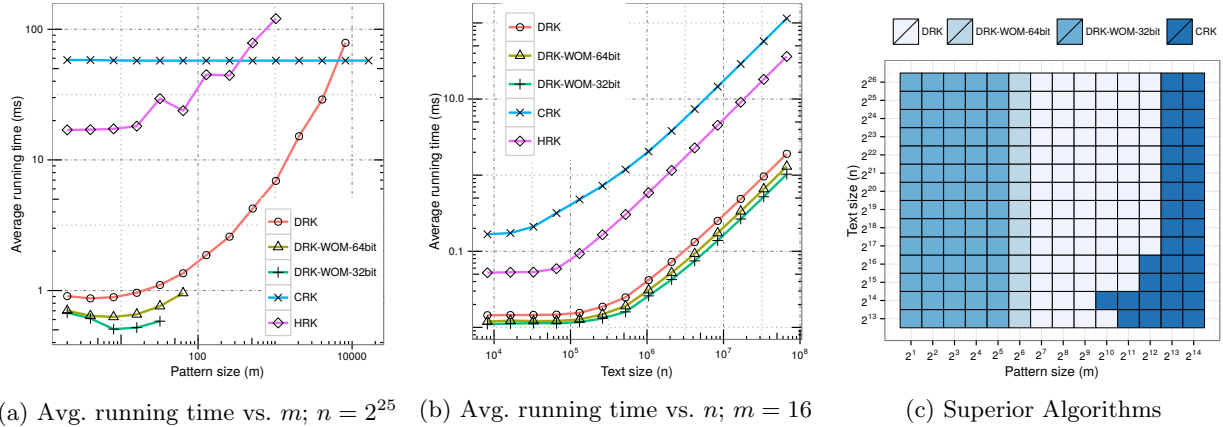 100
10
1
Average running time (ms)
DRK
DRK-WOM-64bit
DRK-WOM-32bit
CRK
HRK
100
10000
Pattern size (m)
(a) Avg. running time vs. m; n = 2^25
10.0
0.1
Average running time (ms)
DRK
DRK-WOM-64bit
DRK-WOM-32bit
CRK
HRK
10^4
10^5
10^6
10^7
10^8
Text size (n)
(b) Avg. running time vs. n; m = 16
DRK
DRK-WOM-64bit
DRK-WOM-32bit
CRK
2^26
2^25
2^24
2^23
2^22
2^21
2^20
2^19
2^18
2^17
2^16
2^15
2^14
2^13
Text size (n)
2^1
2^2
2^3
2^4
2^5
2^6
2^7
2^8
2^9
2^10
2^11
2^12
2^13
2^14
Pattern size (m)
(c) Superior Algorithms